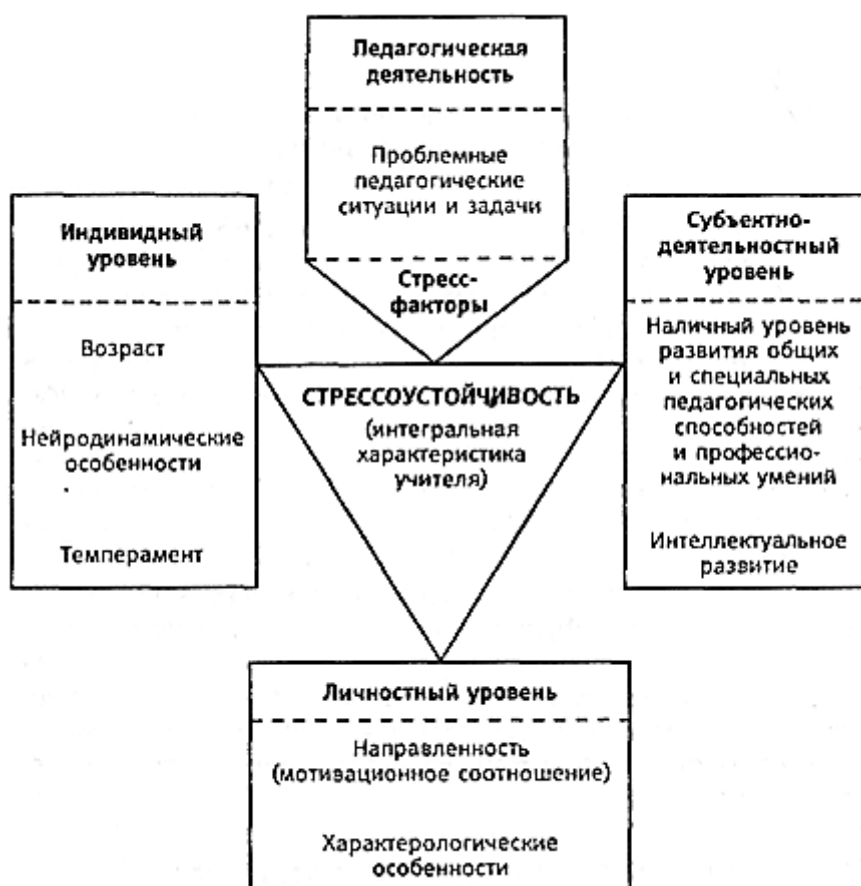 Педагогическая
деятельность
Проблемные
педагогические
ситуации и задачи
Стресс-
факторы
Индивидный
уровень
Возраст
Нейродинамические
особенности
Темперамент
СТРЕССОУСТОЙЧИВОСТЬ
(интегральная
характеристика
учителя)
Субъектно-
деятельностный
уровень
Наличный уровень
развития общих
и специальных
педагогических
способностей
и професссио-
нальных умений
Интеллектуальное
развитие
Личностный уровень
Направленность
(мотивационное соотношение)
Характерологические
особенности